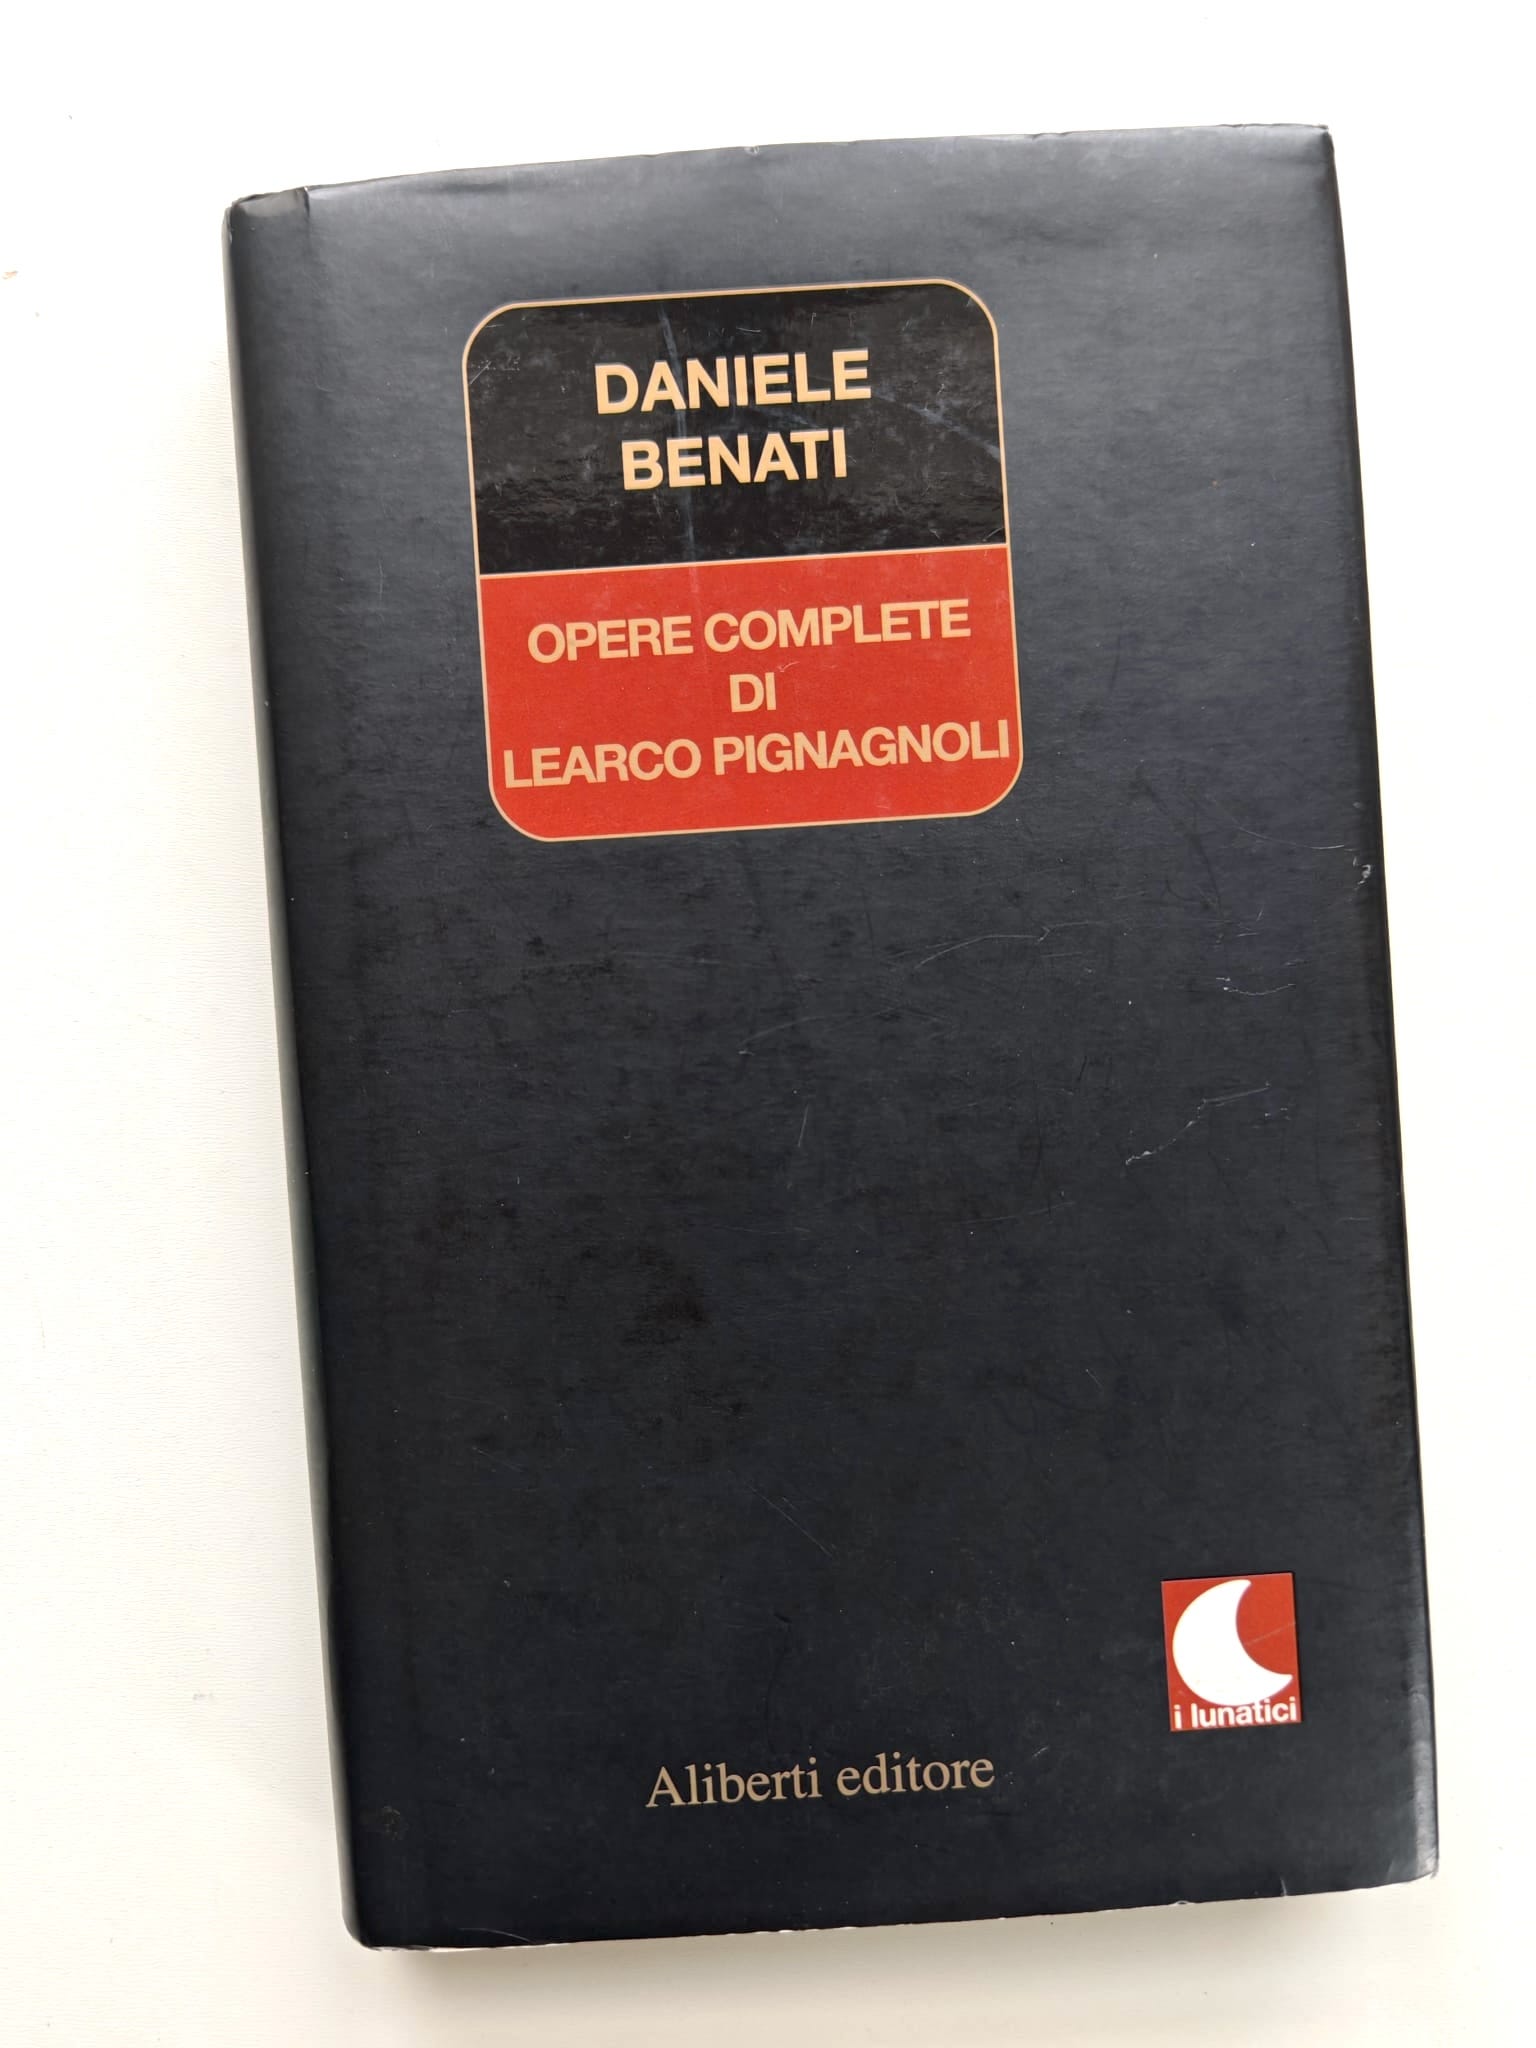 DANIELE
BENATI
OPERE COMPLETE
DI
LEARCO PIGNAGNOLI
i lunatici
Aliberti editore